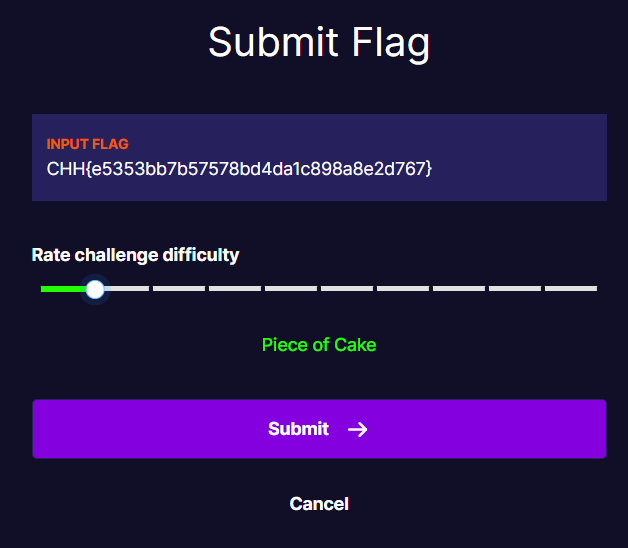 Submit Flag
INPUT FLAG
CHH{e5353bb7b57578bd4da1c898a8e2d767}
Rate challenge difficulty
Piece of Cake
Submit →
Cancel